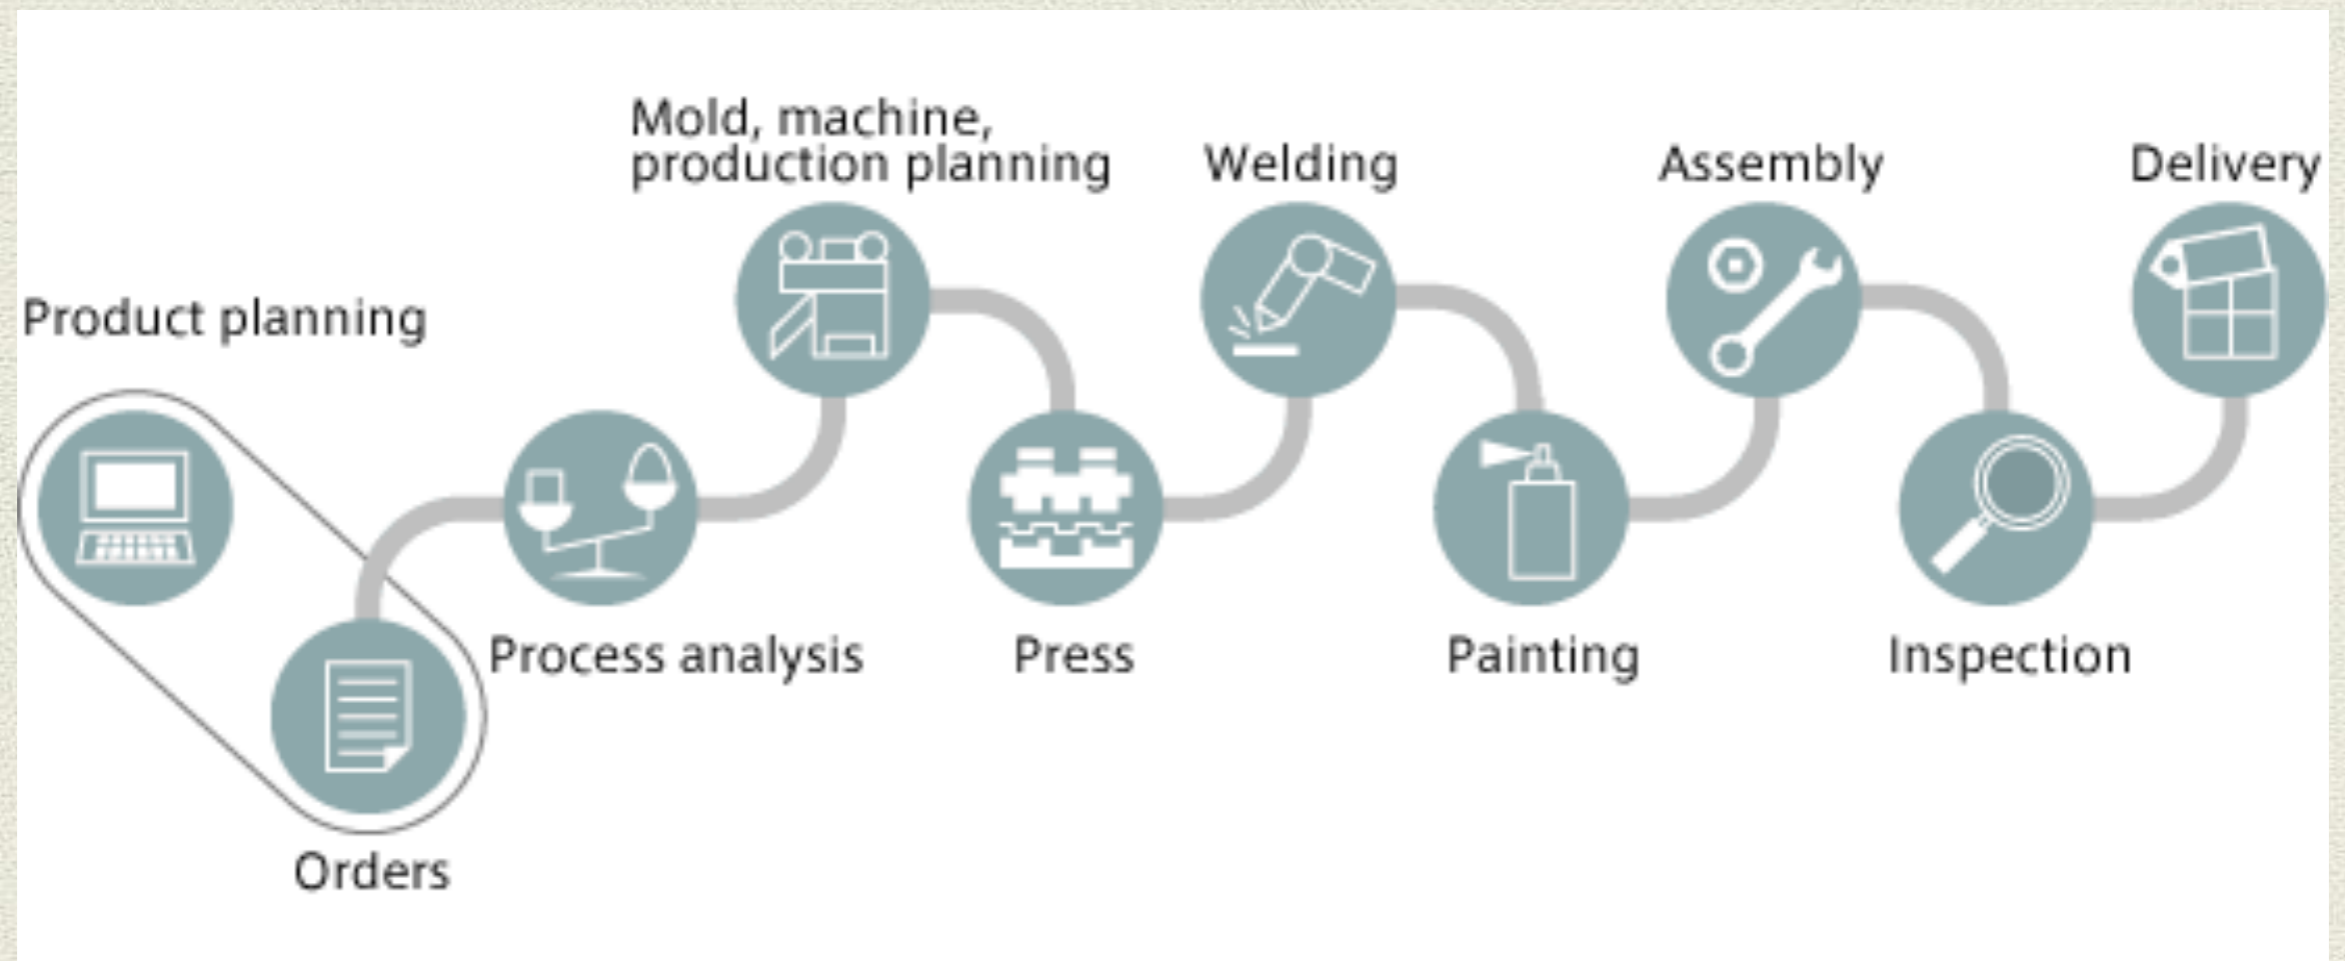 Product planning
Orders
Process analysis
Mold, machine,
production planning
Press
Welding
Painting
Assembly
Inspection
Delivery